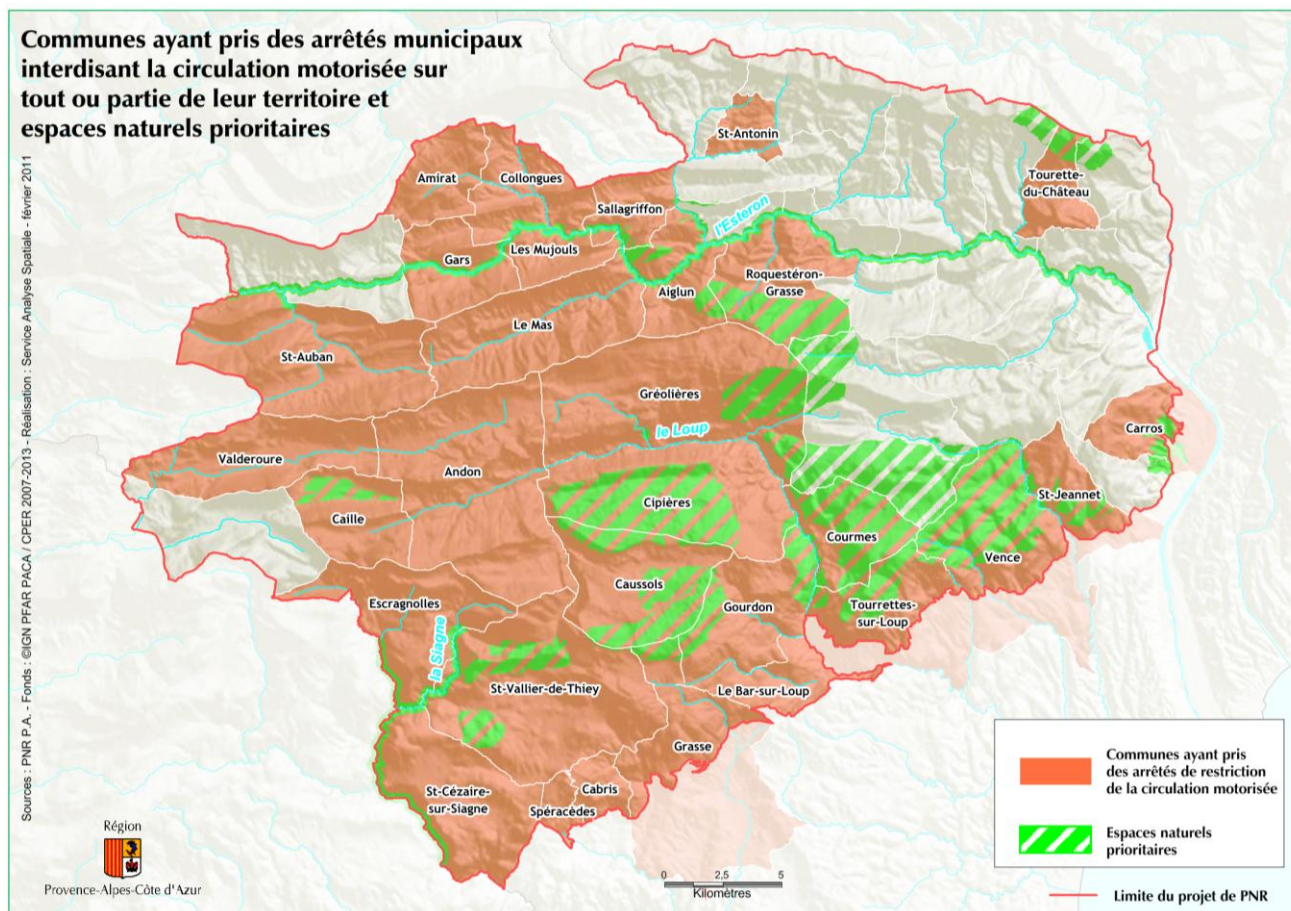 Communes ayant pris des arrêtés municipaux
interdisant la circulation motorisée sur
tout ou partie de leur territoire et
espaces naturels prioritaires
Sources : PNR P.A. - Fonds : ©IGN PFAR PACA / CPER 2007-2013 - Réalisation : Service Analyse Spatiale - février 2011
St-Antonin
Amirat
Collongues
Tourette-
du-Château
Sallagriffon
l'Esteron
Les Mujouls
Gars
Roquestéron-
Grasse
Aiglun
Le Mas
St-Auban
Gréolières
le Loup
Carros
Valderoure
Andon
St-Jeannet
Cipières
Caille
Courmes
Vence
Caussols
Escragnolles
Gourdon
Tourrettes-
sur-Loup
la Siagne
St-Vallier-de-Thiey
Le Bar-sur-Loup
Grasse
St-Cézaire-
sur-Siagne
Cabris
Spéracèdes
Communes ayant pris
des arrêtés de restriction
de la circulation motorisée
Espaces naturels
prioritaires
Limite du projet de PNR
Région
Provence-Alpes-Côte d'Azur
0 2,5 5
Kilomètres